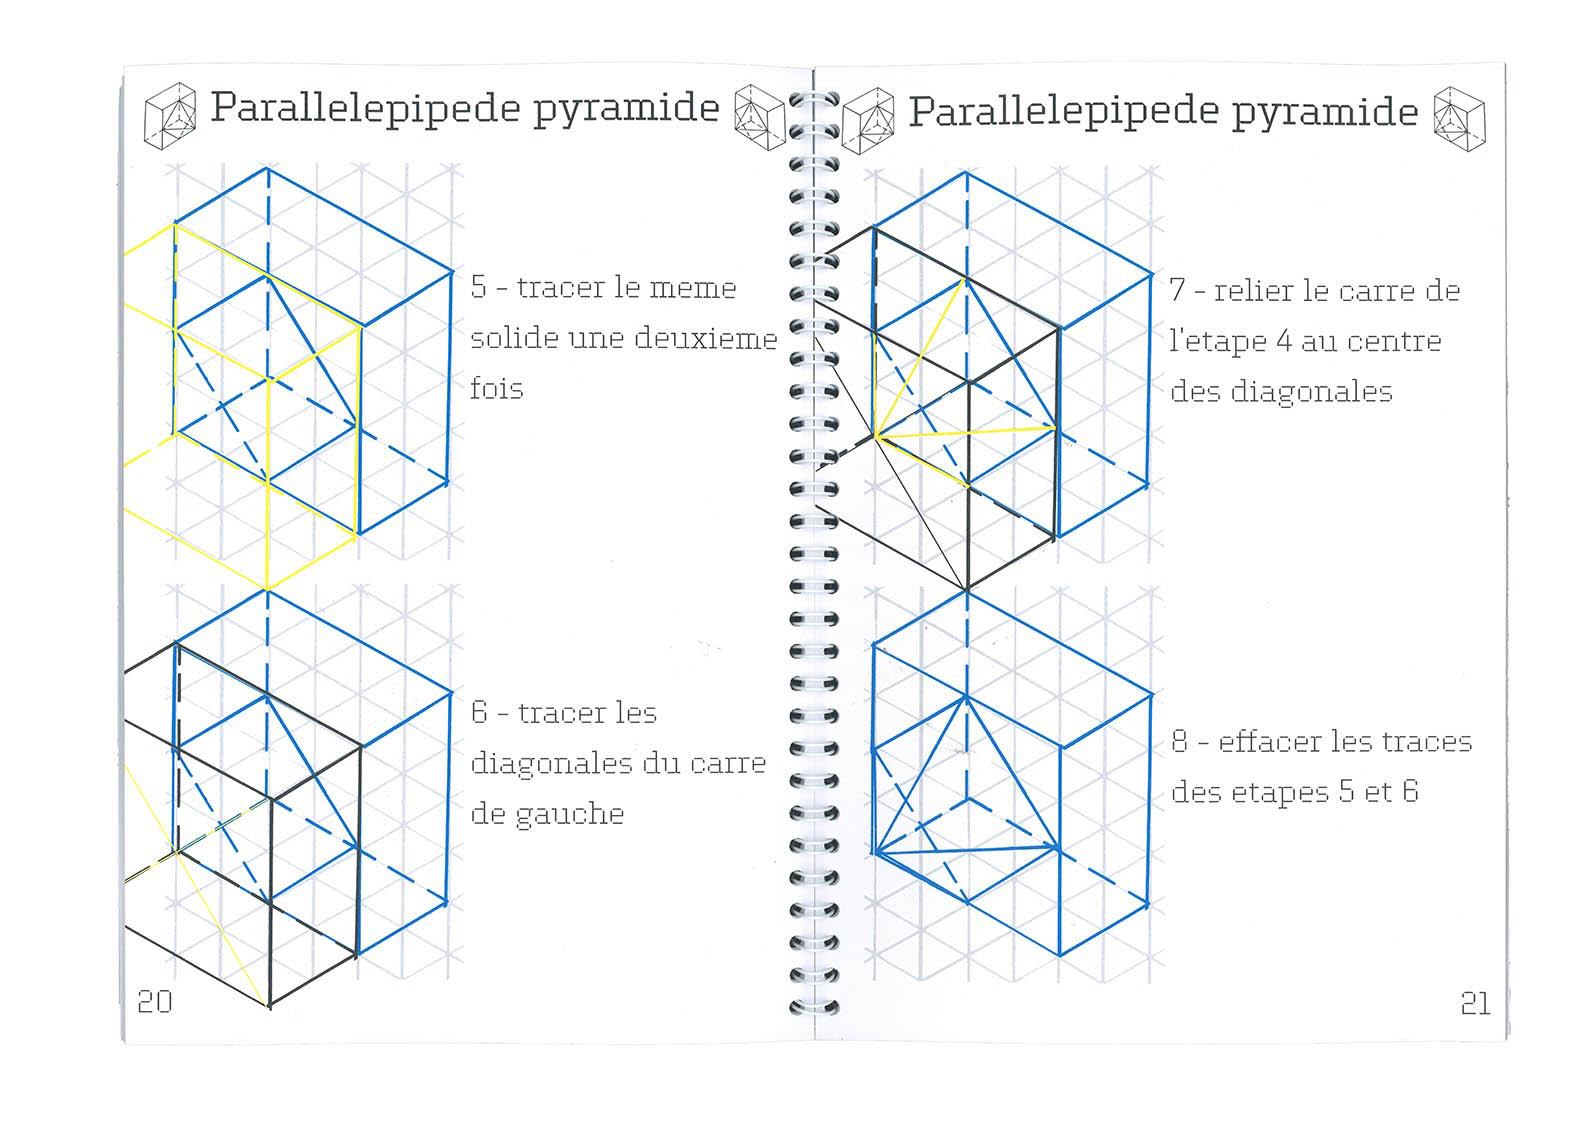 Parallelepipede pyramide
5 - tracer le meme
solide une deuxieme
fois
6 - tracer les
diagonales du carre
de gauche
20
Parallelepipede pyramide
7 - relier le carre de
l'etape 4 au centre
des diagonales
8 - effacer les traces
des etapes 5 et 6
21